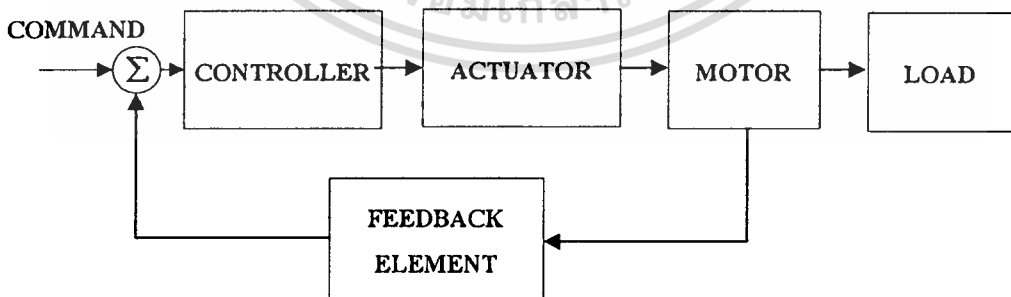 COMMAND
Σ
CONTROLLER
ACTUATOR
MOTOR
LOAD
FEEDBACK
ELEMENT